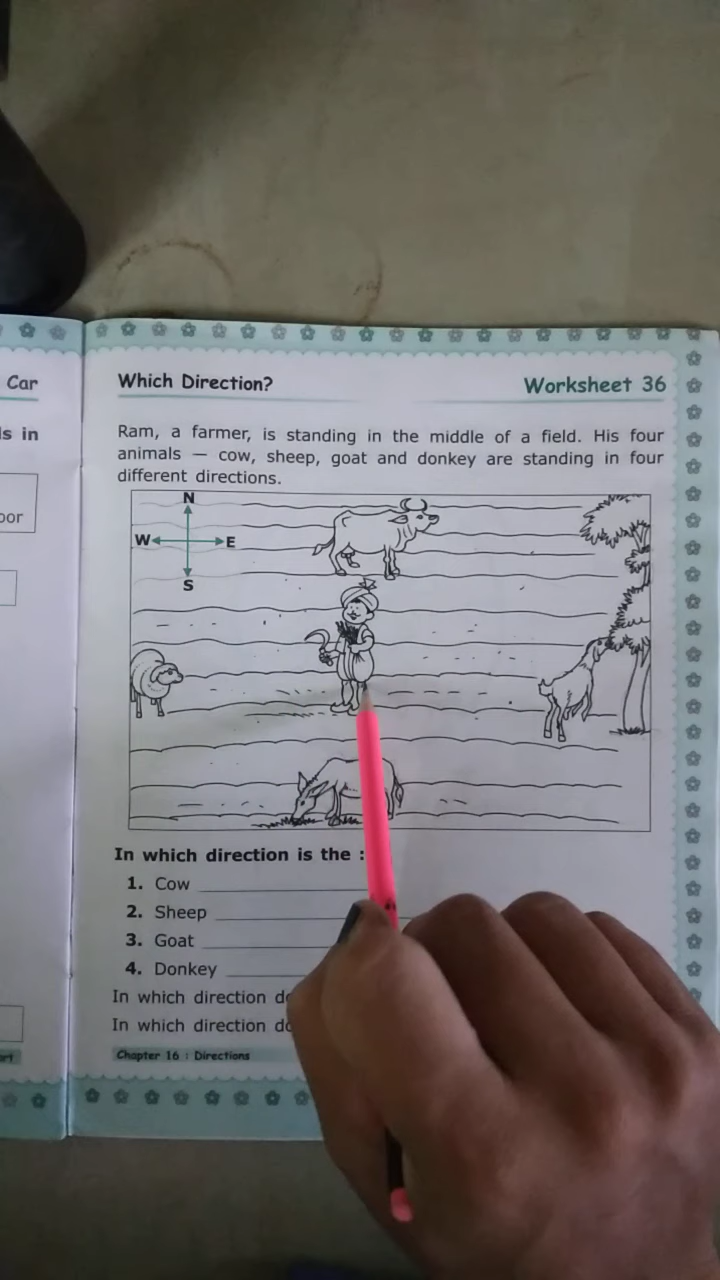 Car
ls in
oor
Which Direction?
Worksheet 36
Ram, a farmer, is standing in the middle of a field. His four
animals — cow, sheep, goat and donkey are standing in four
different directions.
N
W E
S
In which direction is the :
1. Cow
2. Sheep
3. Goat
4. Donkey
In which direction
In which direction
Chapter 16 : Directions